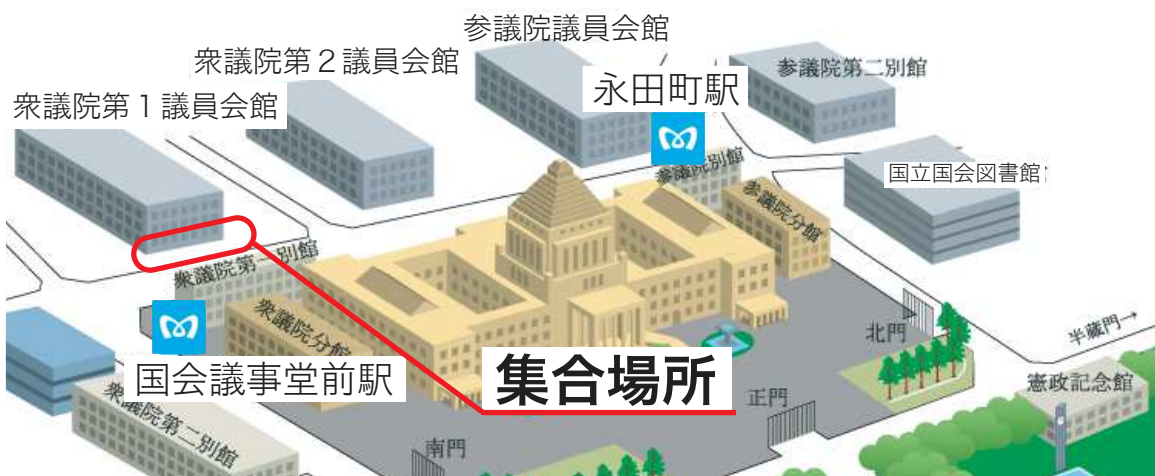 参議院議員会館
衆議院第２議員会館
参議院第二別館
永田町駅
衆議院第１議員会館
参議院別館
国立国会図書館
参議院分館
衆議院第一別館
衆議院分館
北門
半蔵門→
国会議事堂前駅
集合場所
正門
憲政記念館
衆議院第二別館
南門